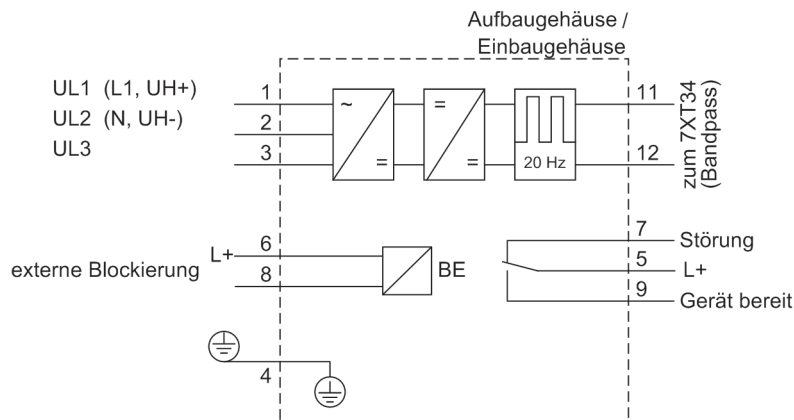 Aufbaugehäuse /
Einbaugehäuse
UL1 (L1, UH+)
1
UL2 (N, UH-)
2
UL3
3
~
=
=
=
20 Hz
11
12
zum 7XT34
(Bandpass)
externe Blockierung
L+
6
8
BE
7
Störung
5
L+
9
Gerät bereit
4